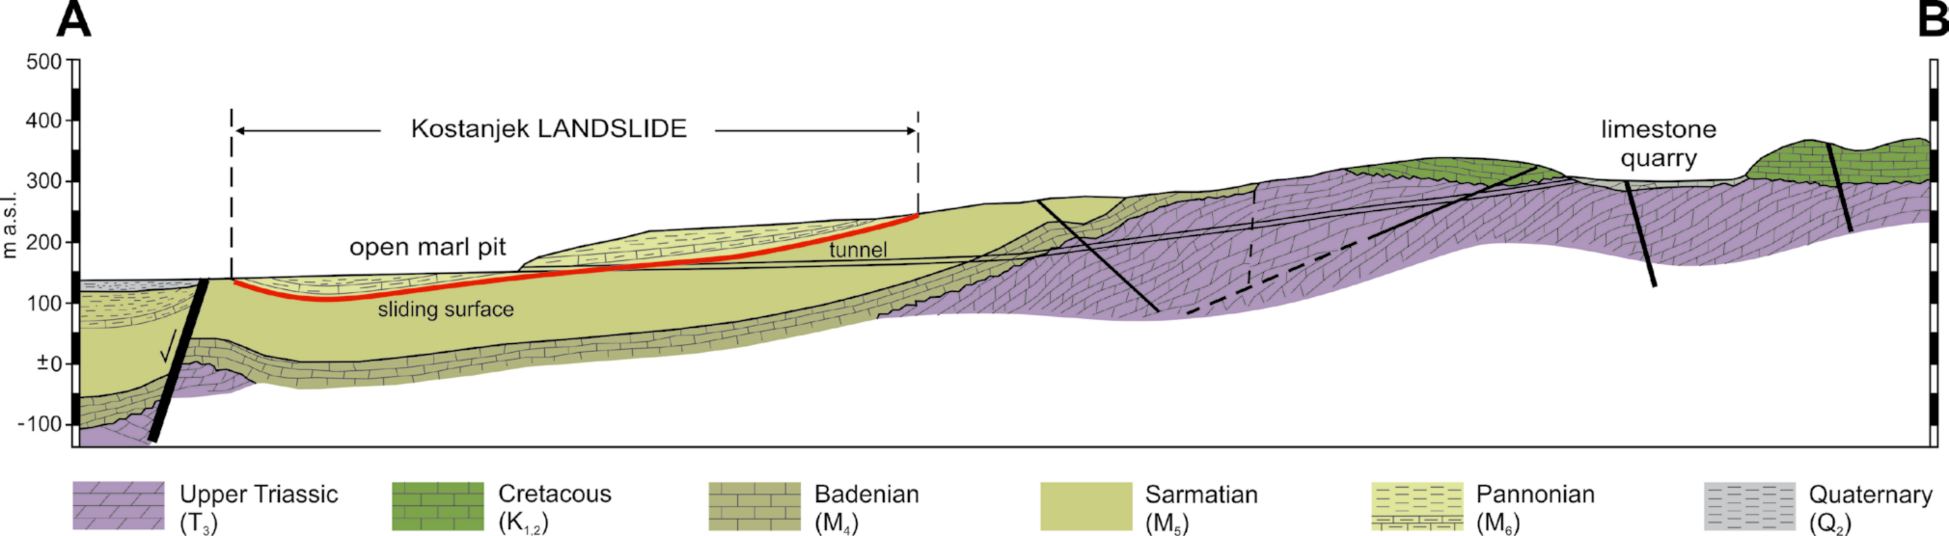 A
B
500
400
300
200
100
±0
-100
m a.s.l.
Kostanjek LANDSLIDE
limestone
quarry
open marl pit
tunnel
sliding surface
Upper Triassic
(T₃)
Cretacous
(K₁,₂)
Badenian
(M₄)
Sarmatian
(M₅)
Pannonian
(M₆)
Quaternary
(Q₂)